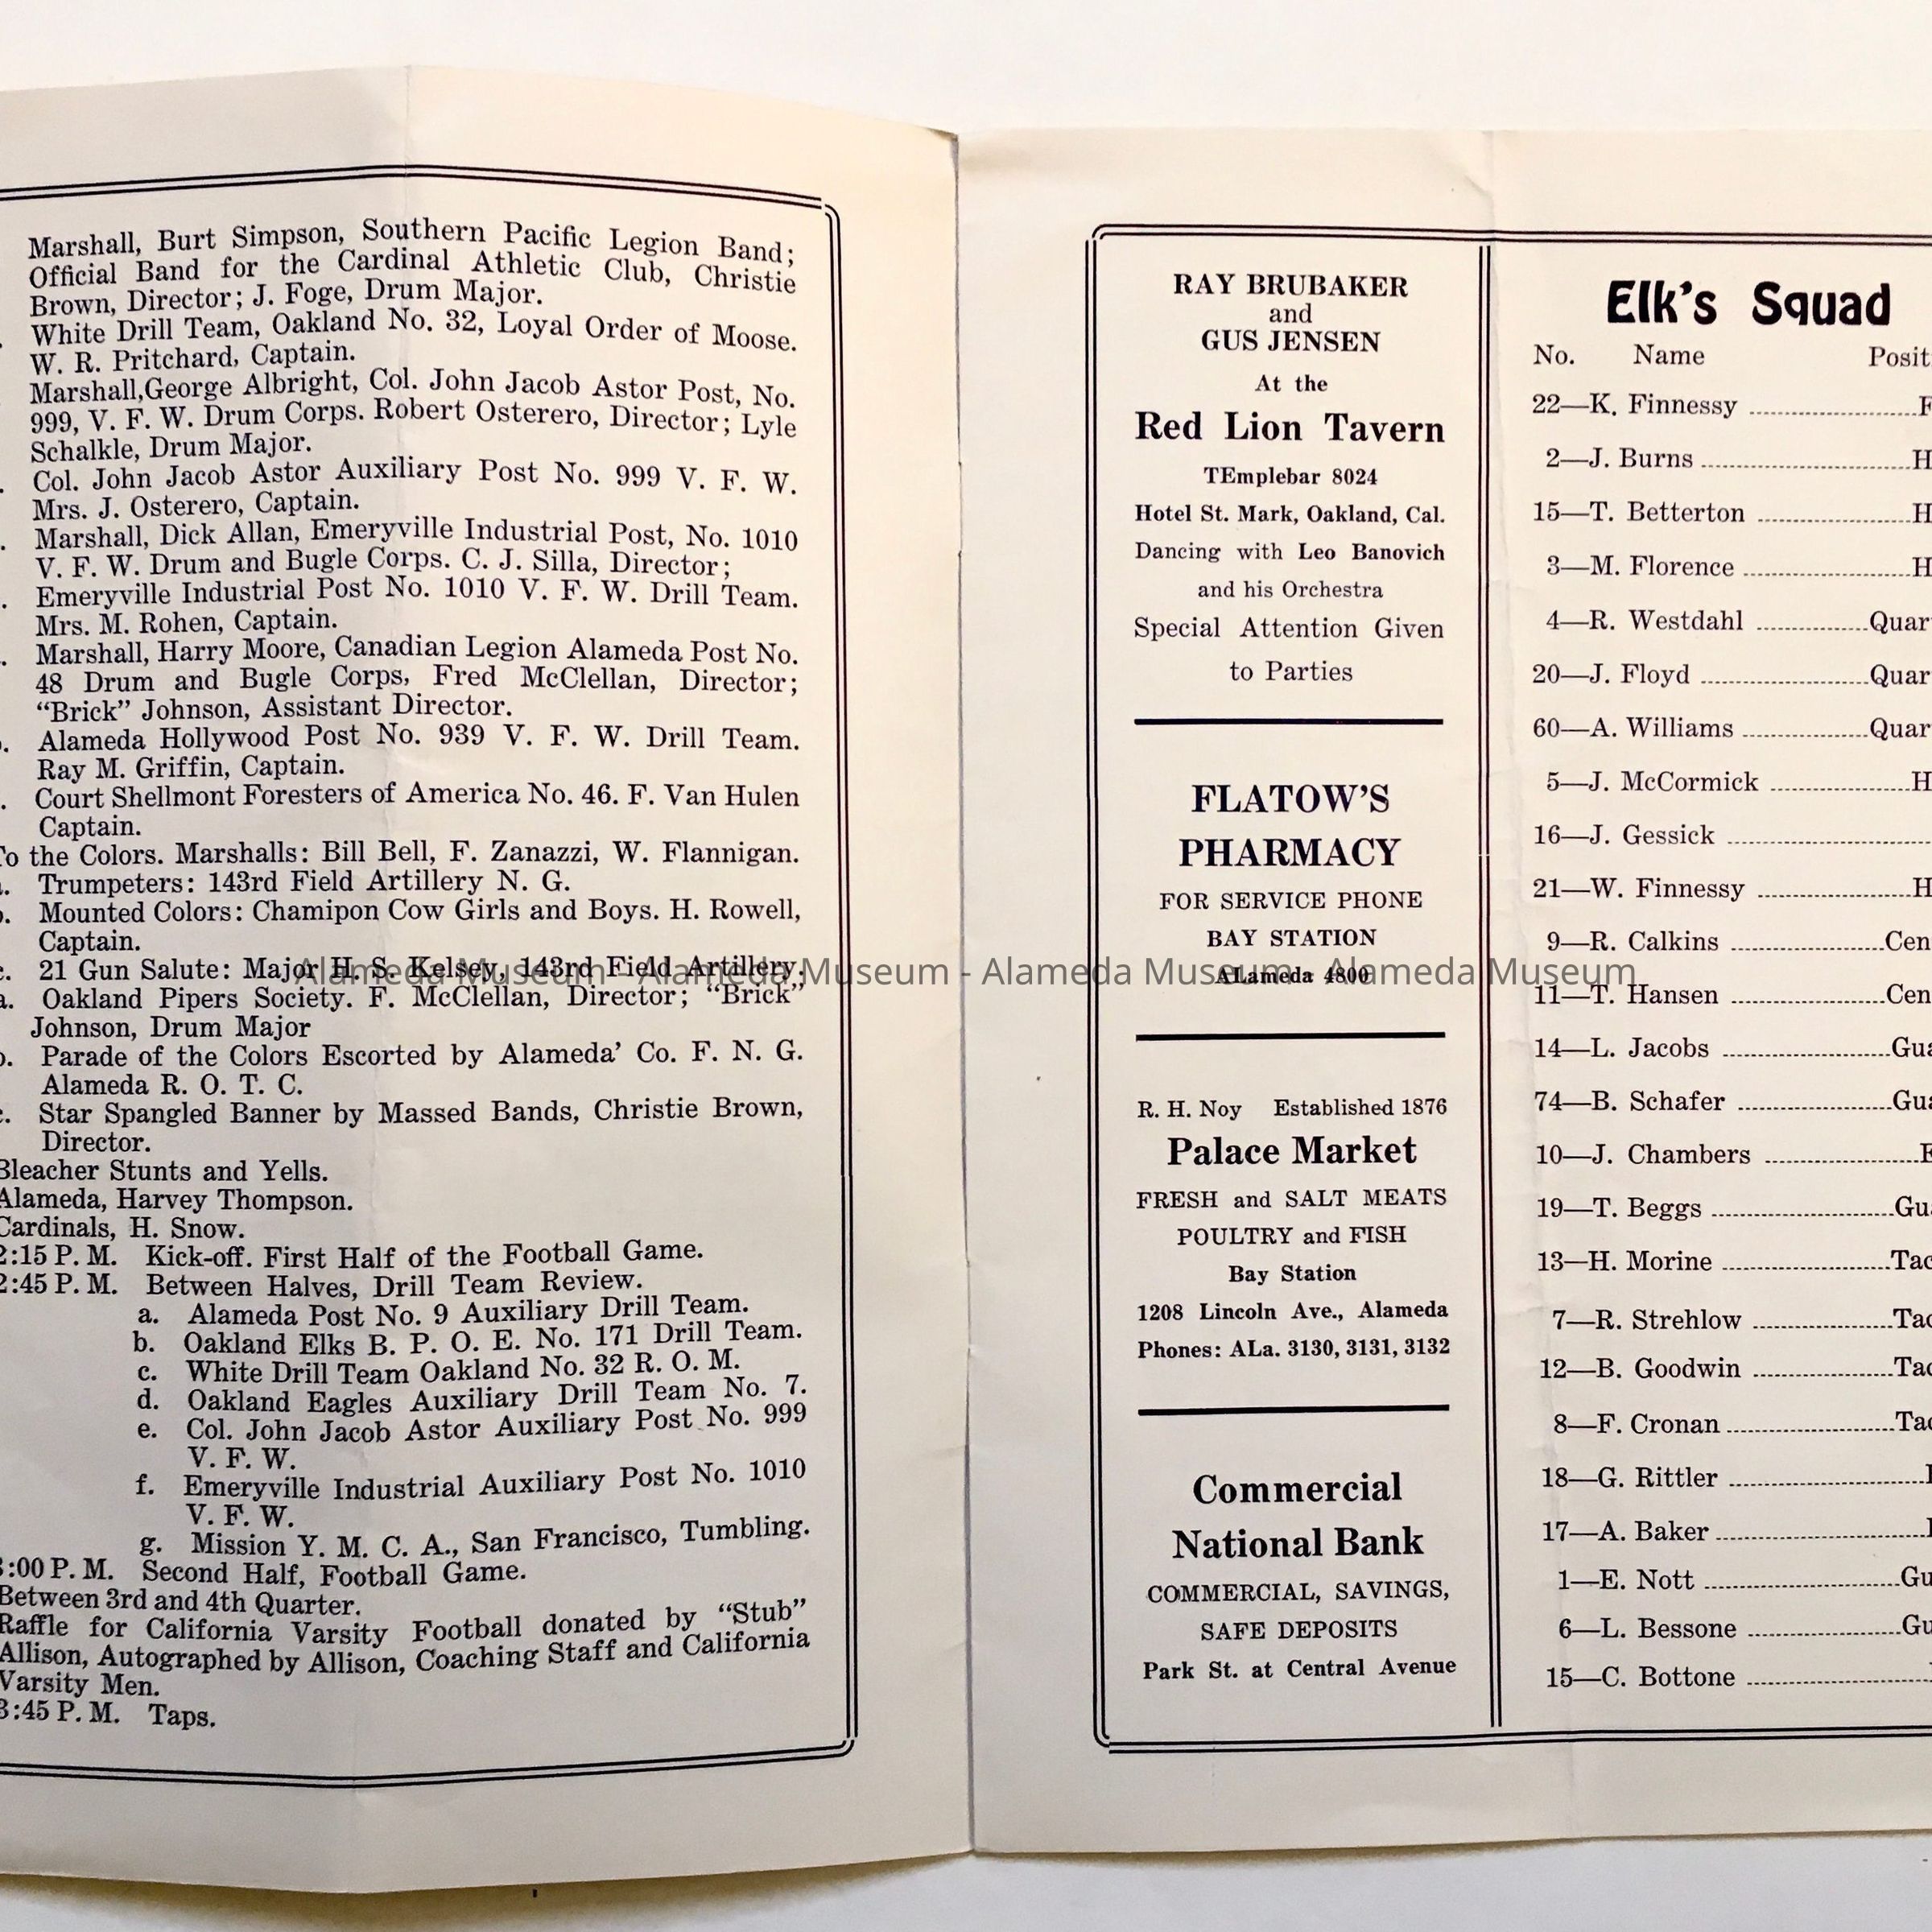 Marshall, Burt Simpson, Southern Pacific Legion Band;
Official Band for the Cardinal Athletic Club, Christie
Brown, Director; J. Foge, Drum Major.
White Drill Team, Oakland No. 32, Loyal Order of Moose.
W. R. Pritchard, Captain.
Marshall,George Albright, Col. John Jacob Astor Post, No.
999, V. F. W. Drum Corps. Robert Osterero, Director; Lyle
Schalkle, Drum Major.
Col. John Jacob Astor Auxiliary Post No. 999 V. F. W.
Mrs. J. Osterero, Captain.
Marshall, Dick Allan, Emeryville Industrial Post, No. 1010
V. F. W. Drum and Bugle Corps. C. J. Silla, Director;
Emeryville Industrial Post No. 1010 V. F. W. Drill Team.
Mrs. M. Rohen, Captain.
Marshall, Harry Moore, Canadian Legion Alameda Post No.
48 Drum and Bugle Corps, Fred McClellan, Director;
“Brick” Johnson, Assistant Director.
Alameda Hollywood Post No. 939 V. F. W. Drill Team.
Ray M. Griffin, Captain.
Court Shellmont Foresters of America No. 46. F. Van Hulen
Captain.
To the Colors. Marshalls: Bill Bell, F. Zanazzi, W. Flannigan.
Trumpeters: 143rd Field Artillery N. G.
Mounted Colors: Chamipon Cow Girls and Boys. H. Rowell,
Captain.
c. 21 Gun Salute: Major H. S. Kelsey, 143rd Field Artillery.
a. Oakland Pipers Society. F. McClellan, Director; “Brick”
Johnson, Drum Major
b. Parade of the Colors Escorted by Alameda’ Co. F. N. G.
Alameda R. O. T. C.
c. Star Spangled Banner by Massed Bands, Christie Brown,
Director.
Bleacher Stunts and Yells.
Alameda, Harvey Thompson.
Cardinals, H. Snow.
2:15 P. M. Kick-off. First Half of the Football Game.
2:45 P. M. Between Halves, Drill Team Review.
a. Alameda Post No. 9 Auxiliary Drill Team.
b. Oakland Elks B. P. O. E. No. 171 Drill Team.
c. White Drill Team Oakland No. 32 R. O. M.
d. Oakland Eagles Auxiliary Drill Team No. 7.
e. Col. John Jacob Astor Auxiliary Post No. 999
V. F. W.
f. Emeryville Industrial Auxiliary Post No. 1010
V. F. W.
g. Mission Y. M. C. A., San Francisco, Tumbling.
3:00 P. M. Second Half, Football Game.
Between 3rd and 4th Quarter.
Raffle for California Varsity Football donated by “Stub”
Allison, Autographed by Allison, Coaching Staff and California
Varsity Men.
3:45 P. M. Taps.
RAY BRUBAKER
and
GUS JENSEN
At the
Red Lion Tavern
TEmplebar 8024
Hotel St. Mark, Oakland, Cal.
Dancing with Leo Banovich
and his Orchestra
Special Attention Given
to Parties
FLATOW’S
PHARMACY
FOR SERVICE PHONE
BAY STATION
ALameda 4800
R. H. Noy Established 1876
Palace Market
FRESH and SALT MEATS
POULTRY and FISH
Bay Station
1208 Lincoln Ave., Alameda
Phones: ALa. 3130, 3131, 3132
Commercial
National Bank
COMMERCIAL, SAVINGS,
SAFE DEPOSITS
Park St. at Central Avenue
Elk’s Squad
No. Name Posit
22—K. Finnessy F
2—J. Burns H
15—T. Betterton H
3—M. Florence H
4—R. Westdahl Quar
20—J. Floyd Quar
60—A. Williams Quar
5—J. McCormick H
16—J. Gessick
21—W. Finnessy H
9—R. Calkins Cen
11—T. Hansen Cen
14—L. Jacobs Gua
74—B. Schafer Gua
10—J. Chambers E
19—T. Beggs Gu
13—H. Morine Tac
7—R. Strehlow Tac
12—B. Goodwin Tac
8—F. Cronan Tac
18—G. Rittler
17—A. Baker
1—E. Nott Gu
6—L. Bessone Gu
15—C. Bottone
Alameda Museum - Alameda Museum - Alameda Museum - Alameda Museum